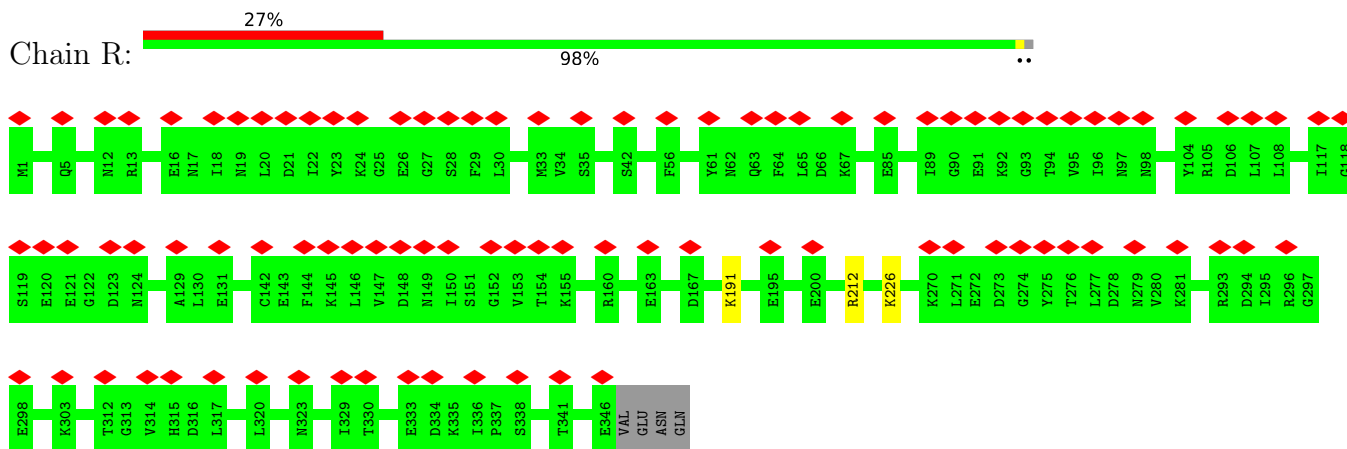 27%
Chain R:
98%
••
M1 Q5 N12 R13 E16 N17 I18 N19 L20 D21 I22 Y23 K24 G25 E26 G27 S28 F29 L30 M33 V34 S35 S42 F56 Y61 N62 Q63 F64 L65 D66 K67 E85 I89 G90 E91 K92 G93 T94 V95 I96 N97 N98 Y104 R105 D106 L107 L108 I117 G118
S119 E120 E121 G122 D123 N124 A129 L130 E131 C142 E143 F144 K145 L146 V147 D148 N149 I150 S151 G152 V153 T154 K155 R160 E163 D167 K191 E195 E200 R212 K226 K270 L271 E272 D273 G274 Y275 T276 L277 D278 N279 V280 K281 R293 D294 I295 R296 G297
E298 K303 T312 G313 V314 H315 D316 L317 L320 N323 I329 T330 E333 D334 K335 I336 P337 S338 T341 E346 VAL GLU ASN GLN